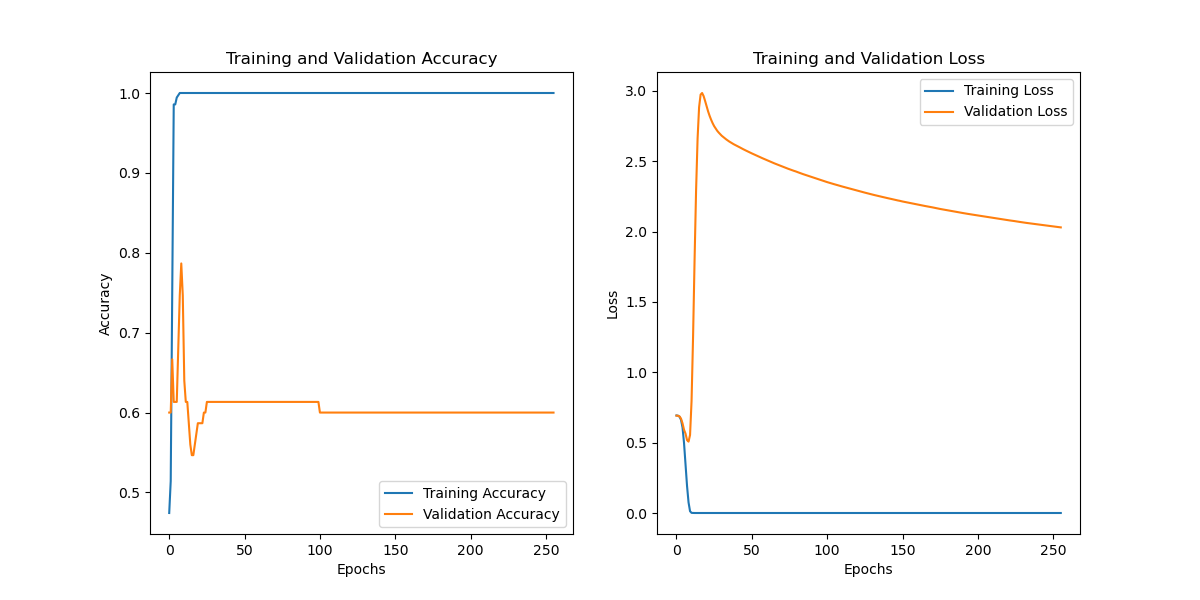 Training and Validation Accuracy
1.0
0.9
0.8
0.7
0.6
0.5
Accuracy
0
50
100
150
200
250
Epochs
Training Accuracy
Validation Accuracy
Training and Validation Loss
3.0
2.5
2.0
1.5
1.0
0.5
0.0
Loss
0
50
100
150
200
250
Epochs
Training Loss
Validation Loss